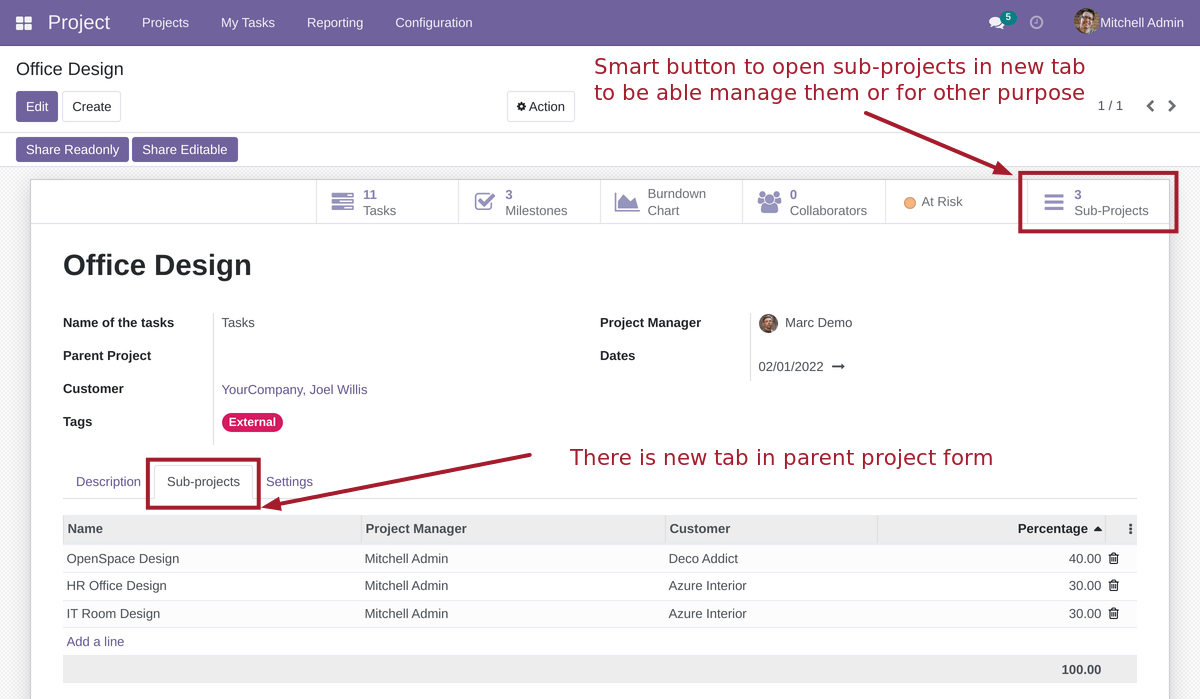 Project Projects My Tasks Reporting Configuration 5 Mitchell Admin
Office Design
Smart button to open sub-projects in new tab
to be able manage them or for other purpose
Edit Create Action 1 / 1
Share Readonly Share Editable
11 Tasks
3 Milestones
Burndown Chart
0 Collaborators
At Risk
3 Sub-Projects
Office Design
Name of the tasks Tasks
Parent Project
Customer YourCompany, Joel Willis
Tags External
Project Manager Marc Demo
Dates 02/01/2022
There is new tab in parent project form
Description Sub-projects Settings
Name Project Manager Customer Percentage
OpenSpace Design Mitchell Admin Deco Addict 40.00
HR Office Design Mitchell Admin Azure Interior 30.00
IT Room Design Mitchell Admin Azure Interior 30.00
Add a line
100.00